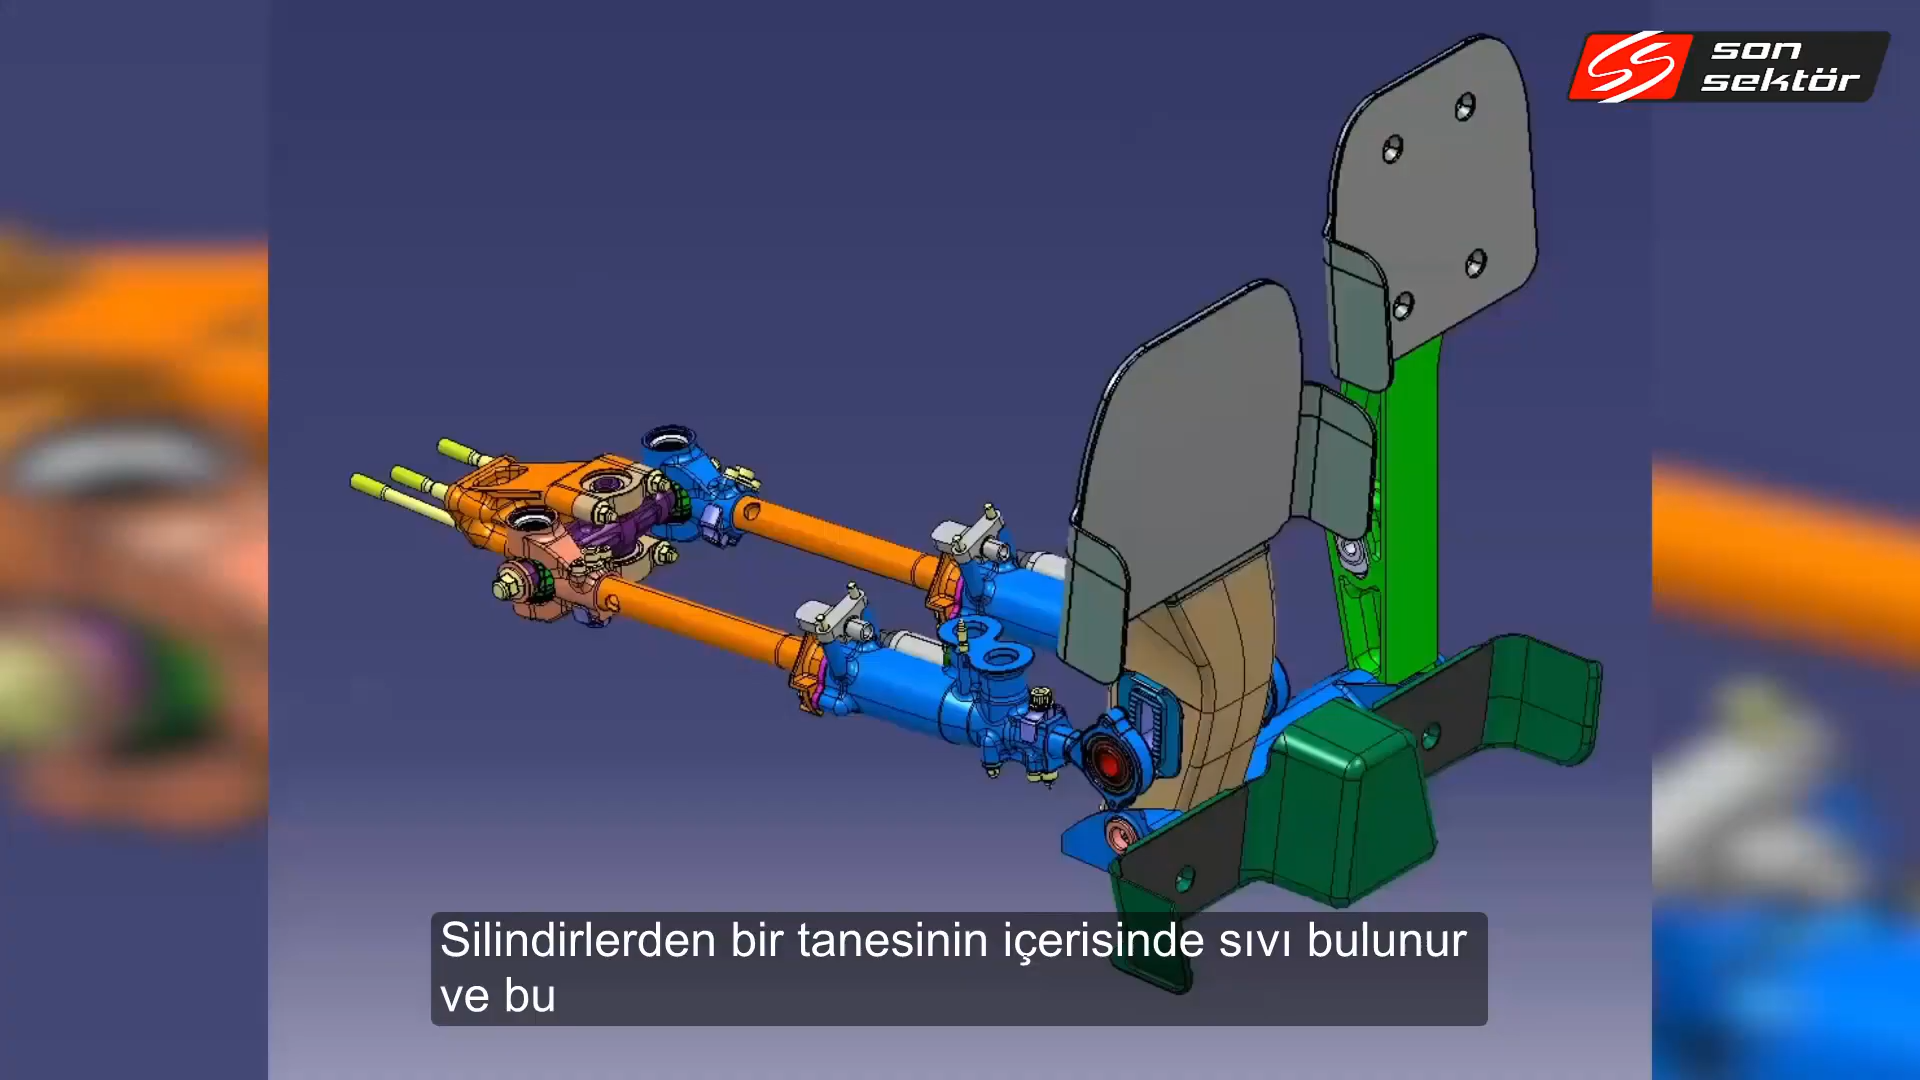 son
sektör
Silindirlerden bir tanesinin içerisinde sıvı bulunur
ve bu